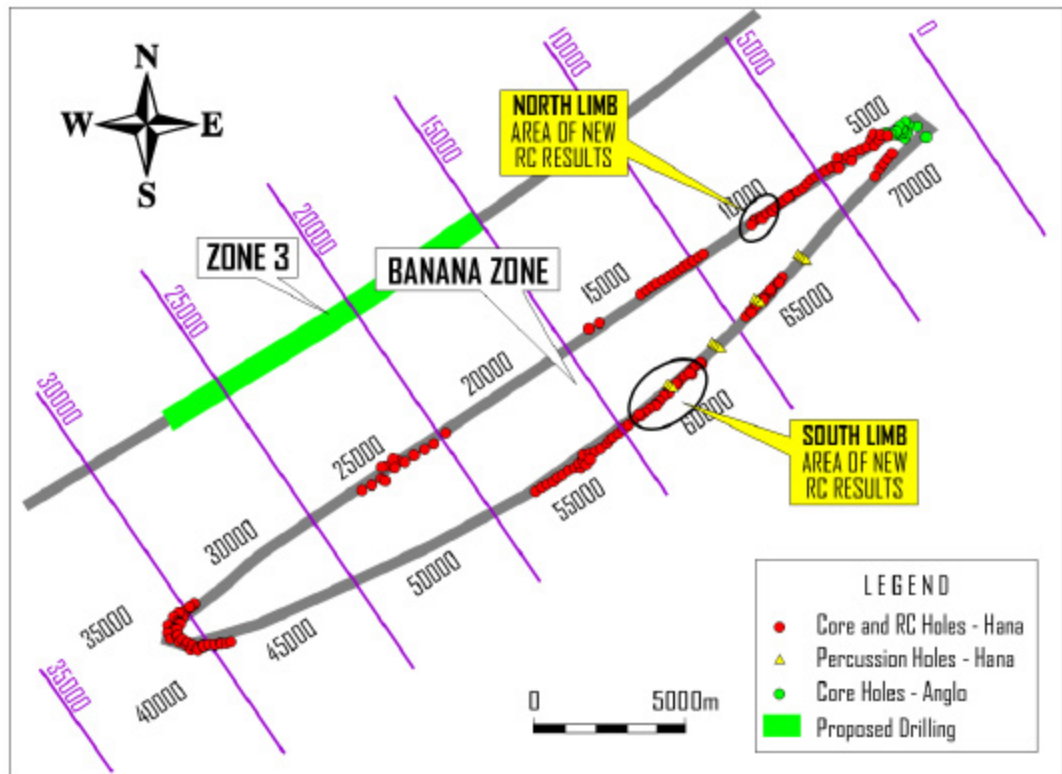 N
W E
S
0
5000
10000
15000
20000
25000
30000
35000
NORTH LIMB
AREA OF NEW
RC RESULTS
ZONE 3
BANANA ZONE
5000
10000
15000
20000
25000
30000
35000
40000
45000
50000
55000
60000
65000
70000
SOUTH LIMB
AREA OF NEW
RC RESULTS
0 5000m
LEGEND
Core and RC Holes - Hana
Percussion Holes - Hana
Core Holes - Anglo
Proposed Drilling